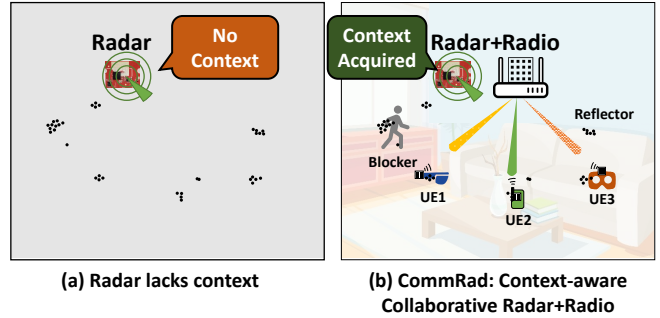 Radar
No
Context
Context
Acquired
Radar+Radio
Reflector
Blocker
UE1
UE2
UE3
(a) Radar lacks context
(b) CommRad: Context-aware
Collaborative Radar+Radio